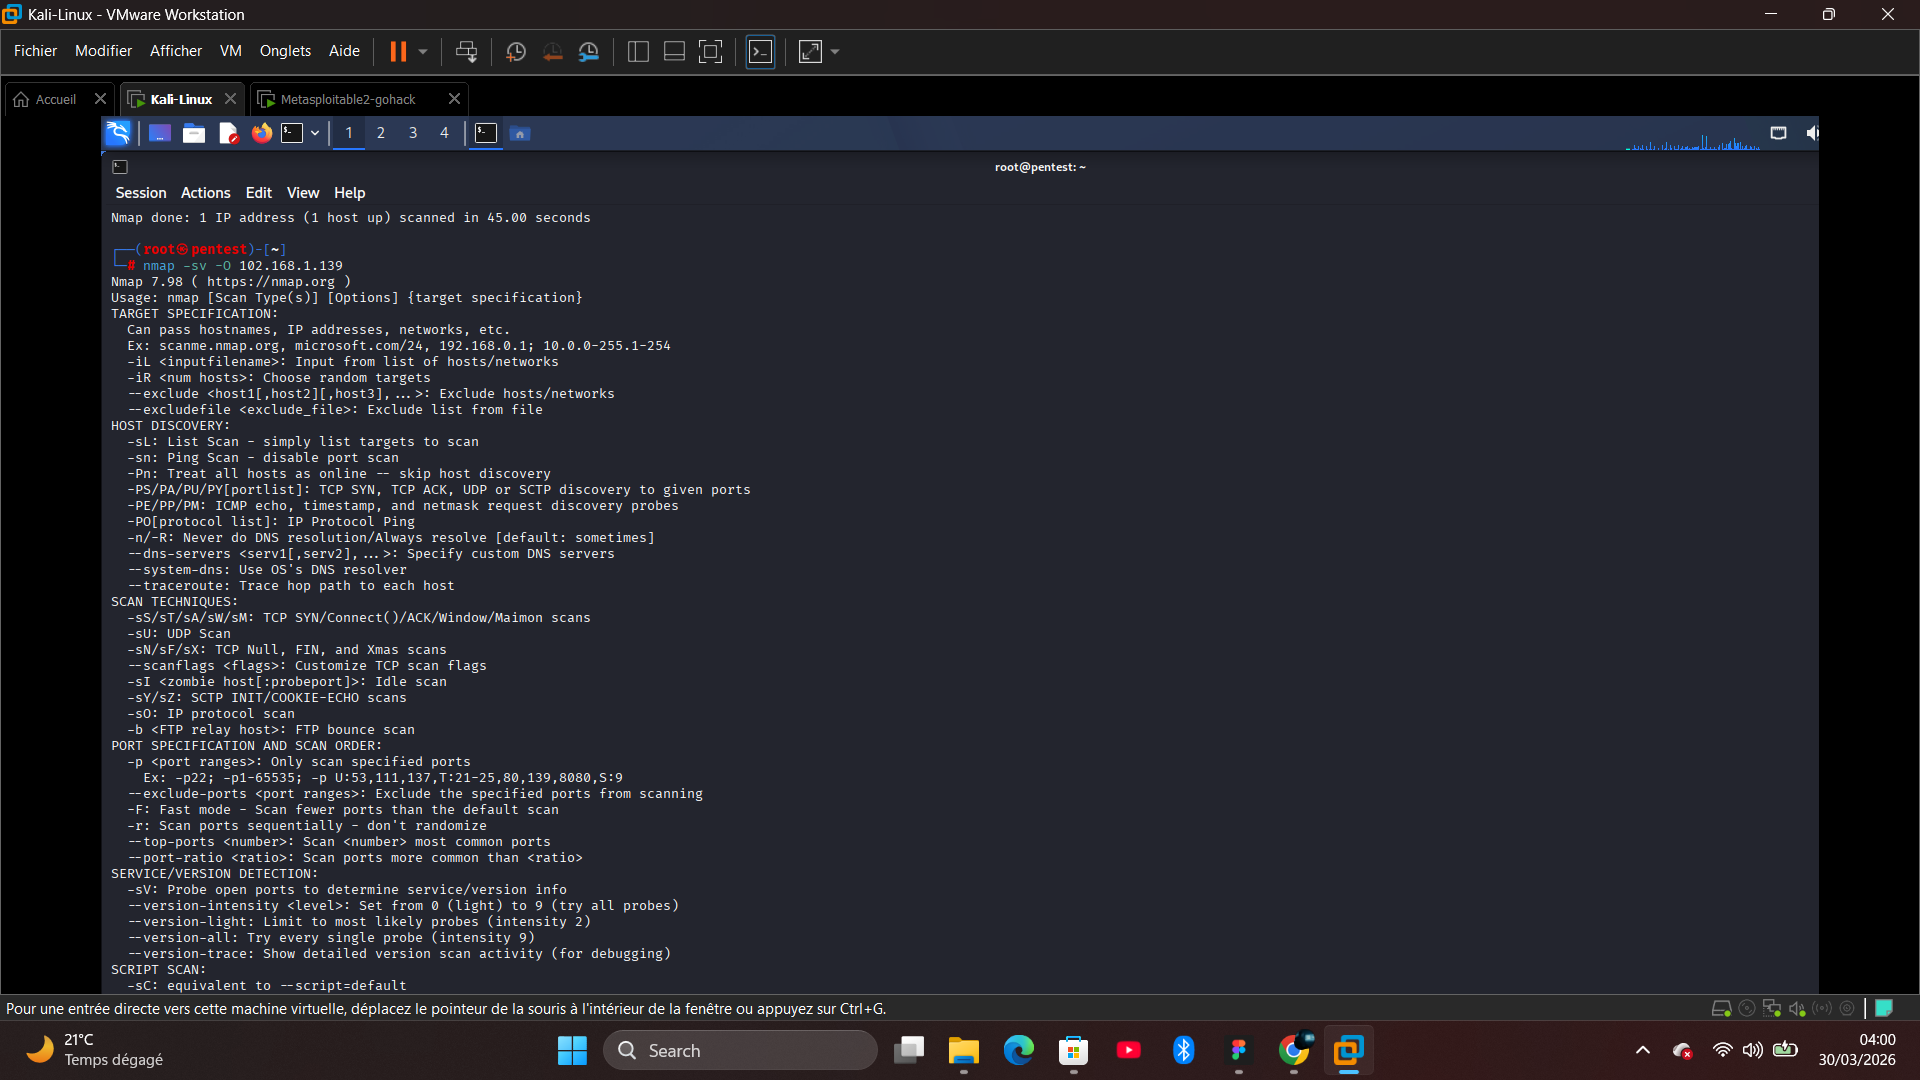 Kali-Linux - VMware Workstation
Fichier Modifier Afficher VM Onglets Aide
Accueil Kali-Linux Metasploitable2-gohack
1 2 3 4
root@pentest: ~
Session Actions Edit View Help
Nmap done: 1 IP address (1 host up) scanned in 45.00 seconds
┌──(root㉿pentest)-[~]
└─# nmap -sv -O 102.168.1.139
Nmap 7.98 ( https://nmap.org )
Usage: nmap [Scan Type(s)] [Options] {target specification}
TARGET SPECIFICATION:
Can pass hostnames, IP addresses, networks, etc.
Ex: scanme.nmap.org, microsoft.com/24, 192.168.0.1; 10.0.0-255.1-254
-iL <inputfilename>: Input from list of hosts/networks
-iR <num hosts>: Choose random targets
--exclude <host1[,host2][,host3],...>: Exclude hosts/networks
--excludefile <exclude_file>: Exclude list from file
HOST DISCOVERY:
-sL: List Scan - simply list targets to scan
-sn: Ping Scan - disable port scan
-Pn: Treat all hosts as online -- skip host discovery
-PS/PA/PU/PY[portlist]: TCP SYN, TCP ACK, UDP or SCTP discovery to given ports
-PE/PP/PM: ICMP echo, timestamp, and netmask request discovery probes
-PO[protocol list]: IP Protocol Ping
-n/-R: Never do DNS resolution/Always resolve [default: sometimes]
--dns-servers <serv1[,serv2],...>: Specify custom DNS servers
--system-dns: Use OS's DNS resolver
--traceroute: Trace hop path to each host
SCAN TECHNIQUES:
-sS/sT/sA/sW/sM: TCP SYN/Connect()/ACK/Window/Maimon scans
-sU: UDP Scan
-sN/sF/sX: TCP Null, FIN, and Xmas scans
--scanflags <flags>: Customize TCP scan flags
-sI <zombie host[:probeport]>: Idle scan
-sY/sZ: SCTP INIT/COOKIE-ECHO scans
-sO: IP protocol scan
-b <FTP relay host>: FTP bounce scan
PORT SPECIFICATION AND SCAN ORDER:
-p <port ranges>: Only scan specified ports
Ex: -p22; -p1-65535; -p U:53,111,137,T:21-25,80,139,8080,S:9
--exclude-ports <port ranges>: Exclude the specified ports from scanning
-F: Fast mode - Scan fewer ports than the default scan
-r: Scan ports sequentially - don't randomize
--top-ports <number>: Scan <number> most common ports
--port-ratio <ratio>: Scan ports more common than <ratio>
SERVICE/VERSION DETECTION:
-sV: Probe open ports to determine service/version info
--version-intensity <level>: Set from 0 (light) to 9 (try all probes)
--version-light: Limit to most likely probes (intensity 2)
--version-all: Try every single probe (intensity 9)
--version-trace: Show detailed version scan activity (for debugging)
SCRIPT SCAN:
-sC: equivalent to --script=default
Pour une entrée directe vers cette machine virtuelle, déplacez le pointeur de la souris à l'intérieur de la fenêtre ou appuyez sur Ctrl+G.
21°C
Temps dégagé
Search
04:00
30/03/2026